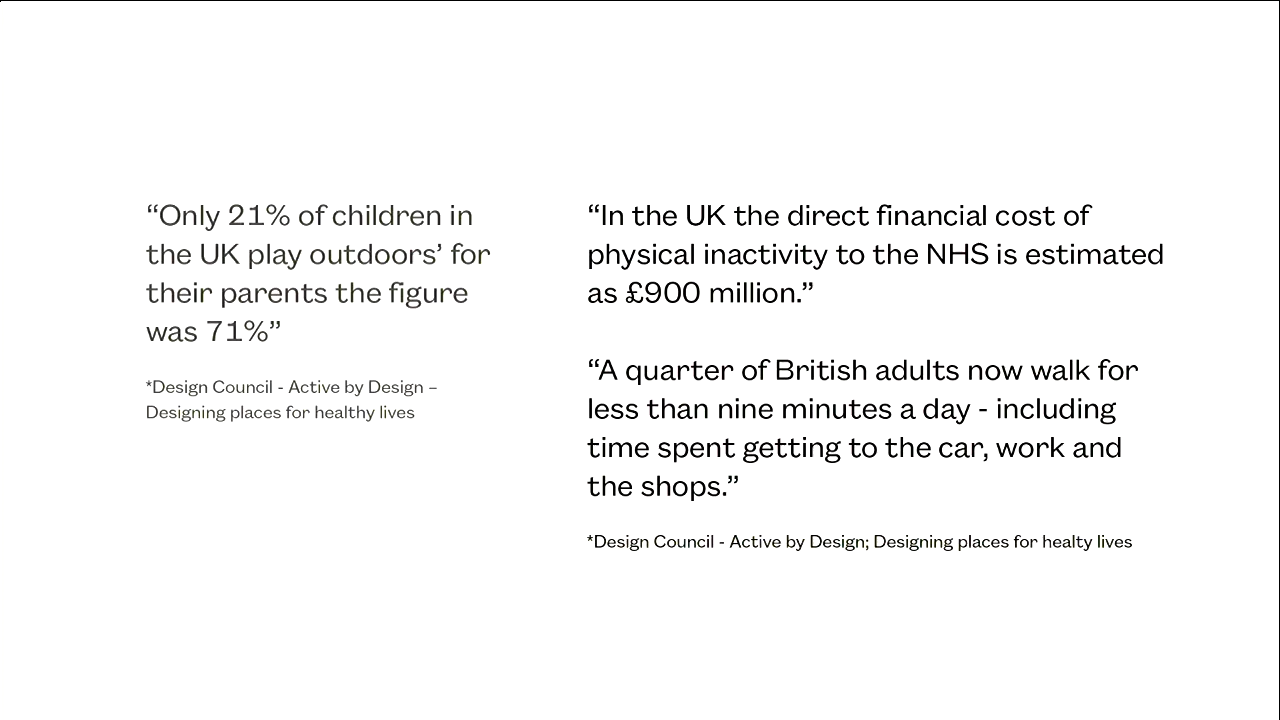 “Only 21% of children in
the UK play outdoors’ for
their parents the figure
was 71%”
*Design Council - Active by Design –
Designing places for healthy lives
“In the UK the direct financial cost of
physical inactivity to the NHS is estimated
as £900 million.”
“A quarter of British adults now walk for
less than nine minutes a day - including
time spent getting to the car, work and
the shops.”
*Design Council - Active by Design; Designing places for healty lives